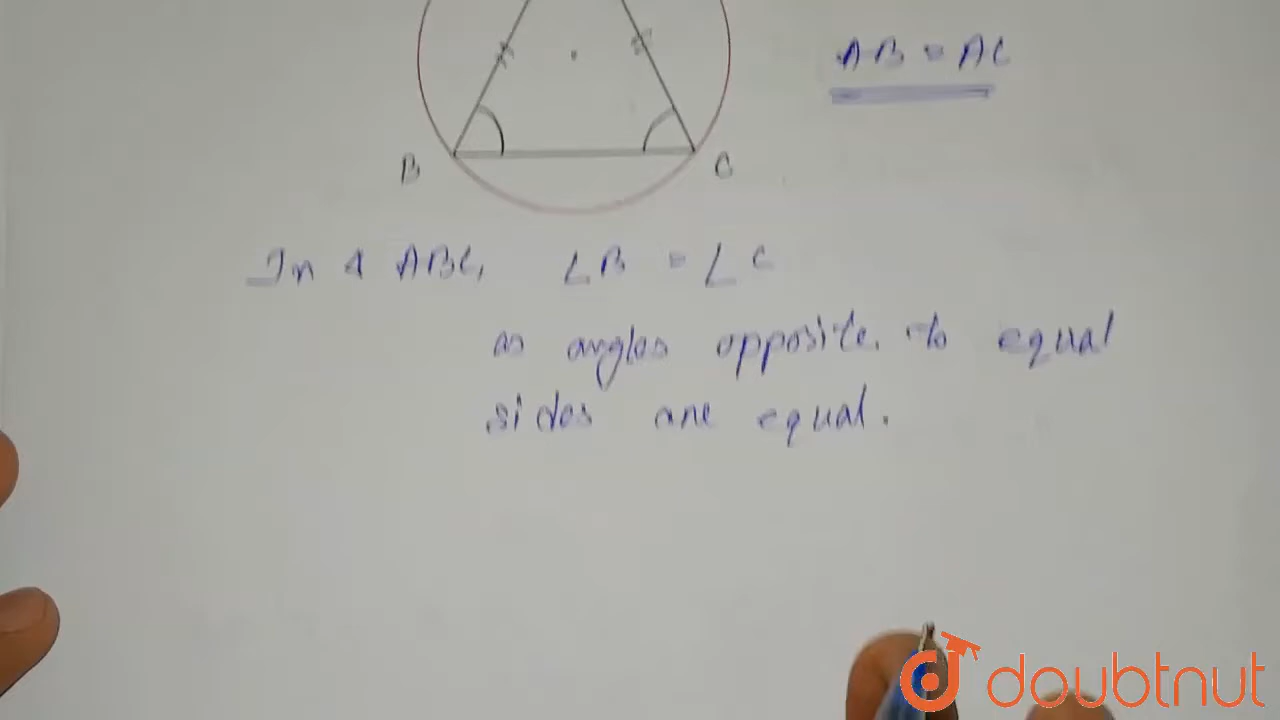 AB = AC
B
C
In Δ ABC, ∠B = ∠C
as angles opposite to equal
sides are equal.
doubtnut